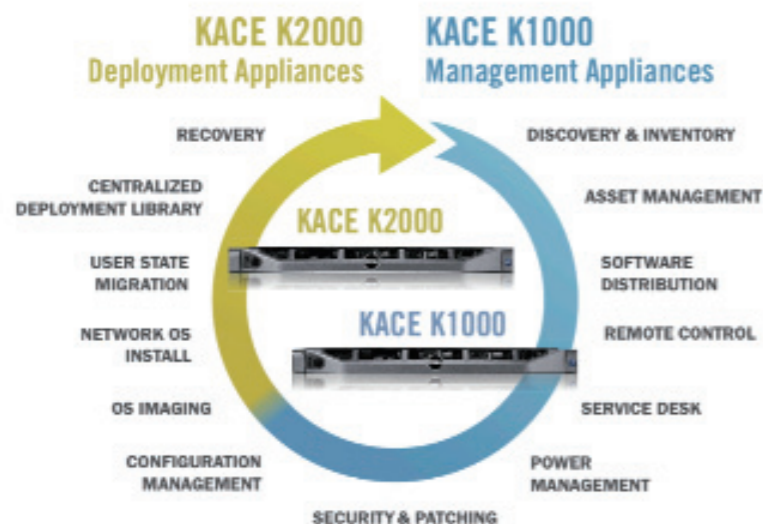 KACE K2000
Deployment Appliances
KACE K1000
Management Appliances
RECOVERY
DISCOVERY & INVENTORY
CENTRALIZED
DEPLOYMENT LIBRARY
ASSET MANAGEMENT
KACE K2000
USER STATE
MIGRATION
SOFTWARE
DISTRIBUTION
KACE K1000
NETWORK OS
INSTALL
REMOTE CONTROL
OS IMAGING
SERVICE DESK
CONFIGURATION
MANAGEMENT
POWER
MANAGEMENT
SECURITY & PATCHING